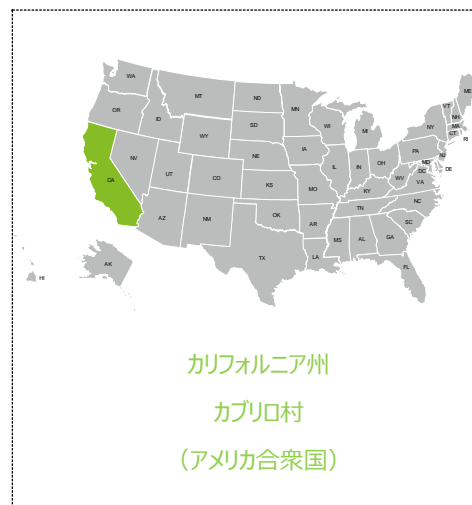 WA
MT
ND
MN
ME
VT
OR
ID
SD
WI
NH
NY
MA
MI
WY
CT
RI
IA
PA
NJ
NE
OH
NV
IL
IN
MD
DE
UT
CO
DC
WV
VA
CA
KS
MO
KY
NC
TN
OK
AZ
NM
AR
SC
MS
AL
GA
LA
TX
AK
FL
HI
カリフォルニア州
カブリロ村
（アメリカ合衆国）